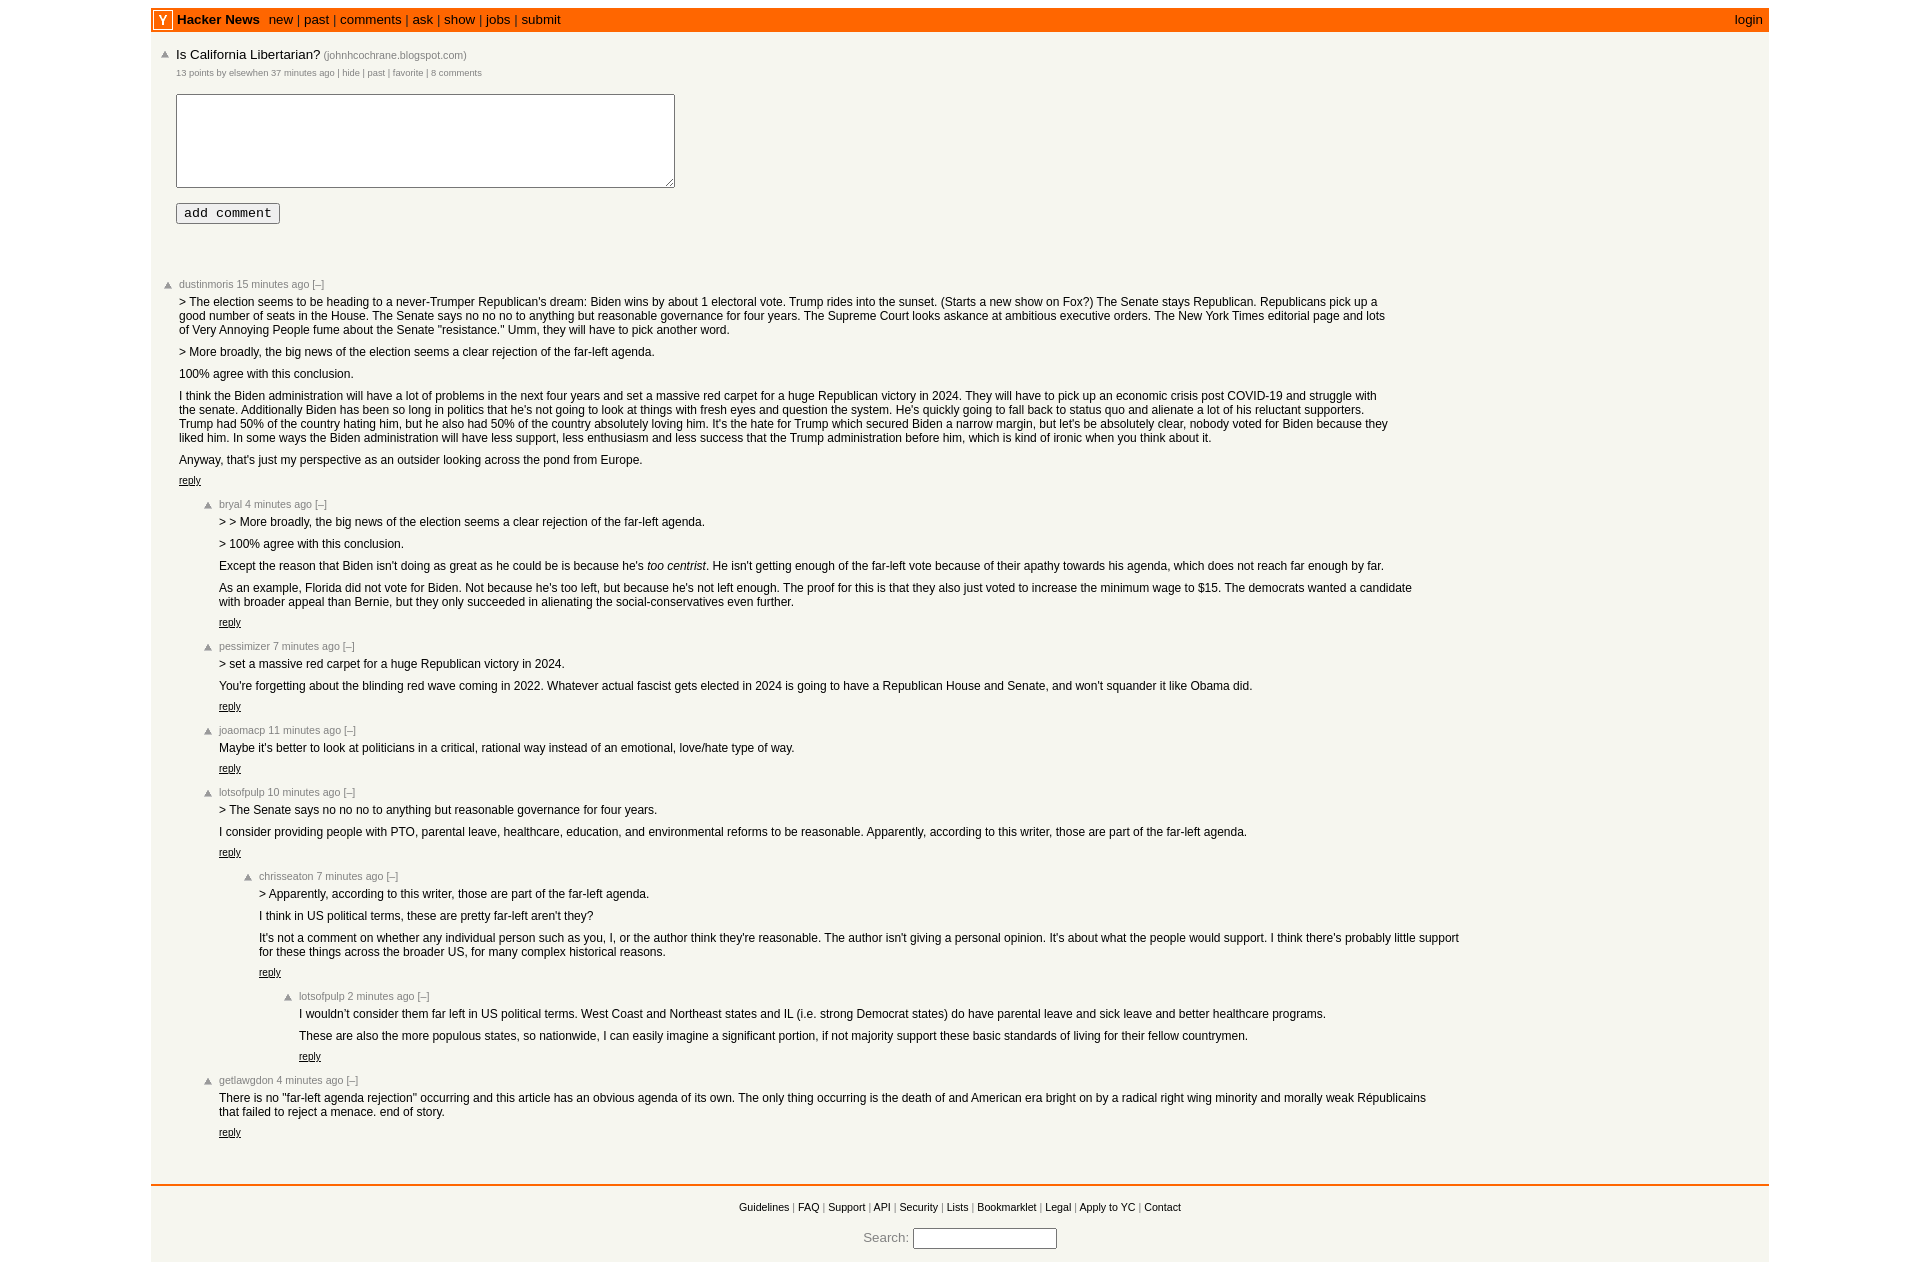 Y Hacker News new | past | comments | ask | show | jobs | submit login
Is California Libertarian? (johnhcochrane.blogspot.com)
13 points by elsewhen 37 minutes ago | hide | past | favorite | 8 comments
add comment
dustinmoris 15 minutes ago [–]
> The election seems to be heading to a never-Trumper Republican's dream: Biden wins by about 1 electoral vote. Trump rides into the sunset. (Starts a new show on Fox?) The Senate stays Republican. Republicans pick up a
good number of seats in the House. The Senate says no no no to anything but reasonable governance for four years. The Supreme Court looks askance at ambitious executive orders. The New York Times editorial page and lots
of Very Annoying People fume about the Senate "resistance." Umm, they will have to pick another word.
> More broadly, the big news of the election seems a clear rejection of the far-left agenda.
100% agree with this conclusion.
I think the Biden administration will have a lot of problems in the next four years and set a massive red carpet for a huge Republican victory in 2024. They will have to pick up an economic crisis post COVID-19 and struggle with
the senate. Additionally Biden has been so long in politics that he's not going to look at things with fresh eyes and question the system. He's quickly going to fall back to status quo and alienate a lot of his reluctant supporters.
Trump had 50% of the country hating him, but he also had 50% of the country absolutely loving him. It's the hate for Trump which secured Biden a narrow margin, but let's be absolutely clear, nobody voted for Biden because they
liked him. In some ways the Biden administration will have less support, less enthusiasm and less success that the Trump administration before him, which is kind of ironic when you think about it.
Anyway, that's just my perspective as an outsider looking across the pond from Europe.
reply
bryal 4 minutes ago [–]
> > More broadly, the big news of the election seems a clear rejection of the far-left agenda.
> 100% agree with this conclusion.
Except the reason that Biden isn't doing as great as he could be is because he's too centrist. He isn't getting enough of the far-left vote because of their apathy towards his agenda, which does not reach far enough by far.
As an example, Florida did not vote for Biden. Not because he's too left, but because he's not left enough. The proof for this is that they also just voted to increase the minimum wage to $15. The democrats wanted a candidate
with broader appeal than Bernie, but they only succeeded in alienating the social-conservatives even further.
reply
pessimizer 7 minutes ago [–]
> set a massive red carpet for a huge Republican victory in 2024.
You're forgetting about the blinding red wave coming in 2022. Whatever actual fascist gets elected in 2024 is going to have a Republican House and Senate, and won't squander it like Obama did.
reply
joaomacp 11 minutes ago [–]
Maybe it's better to look at politicians in a critical, rational way instead of an emotional, love/hate type of way.
reply
lotsofpulp 10 minutes ago [–]
> The Senate says no no no to anything but reasonable governance for four years.
I consider providing people with PTO, parental leave, healthcare, education, and environmental reforms to be reasonable. Apparently, according to this writer, those are part of the far-left agenda.
reply
chrisseaton 7 minutes ago [–]
> Apparently, according to this writer, those are part of the far-left agenda.
I think in US political terms, these are pretty far-left aren't they?
It's not a comment on whether any individual person such as you, I, or the author think they're reasonable. The author isn't giving a personal opinion. It's about what the people would support. I think there's probably little support
for these things across the broader US, for many complex historical reasons.
reply
lotsofpulp 2 minutes ago [–]
I wouldn’t consider them far left in US political terms. West Coast and Northeast states and IL (i.e. strong Democrat states) do have parental leave and sick leave and better healthcare programs.
These are also the more populous states, so nationwide, I can easily imagine a significant portion, if not majority support these basic standards of living for their fellow countrymen.
reply
getlawgdon 4 minutes ago [–]
There is no "far-left agenda rejection" occurring and this article has an obvious agenda of its own. The only thing occurring is the death of and American era bright on by a radical right wing minority and morally weak Républicains
that failed to reject a menace. end of story.
reply
Guidelines | FAQ | Support | API | Security | Lists | Bookmarklet | Legal | Apply to YC | Contact
Search: